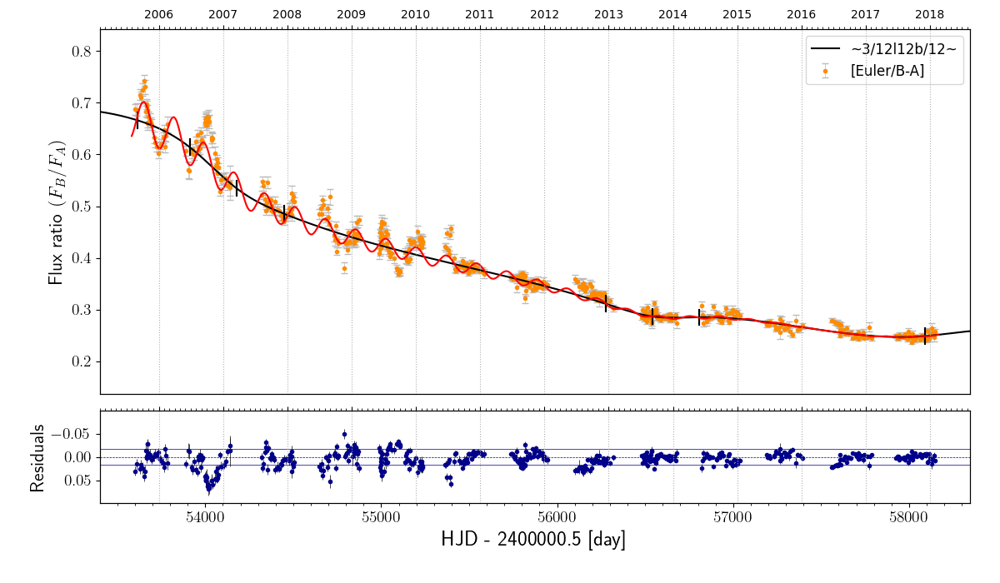 2006 2007 2008 2009 2010 2011 2012 2013 2014 2015 2016 2017 2018
~3/12l12b/12~
[Euler/B-A]
Flux ratio (F_B/F_A)
0.8
0.7
0.6
0.5
0.4
0.3
0.2
Residuals
−0.05
0.00
0.05
54000 55000 56000 57000 58000
HJD - 2400000.5 [day]